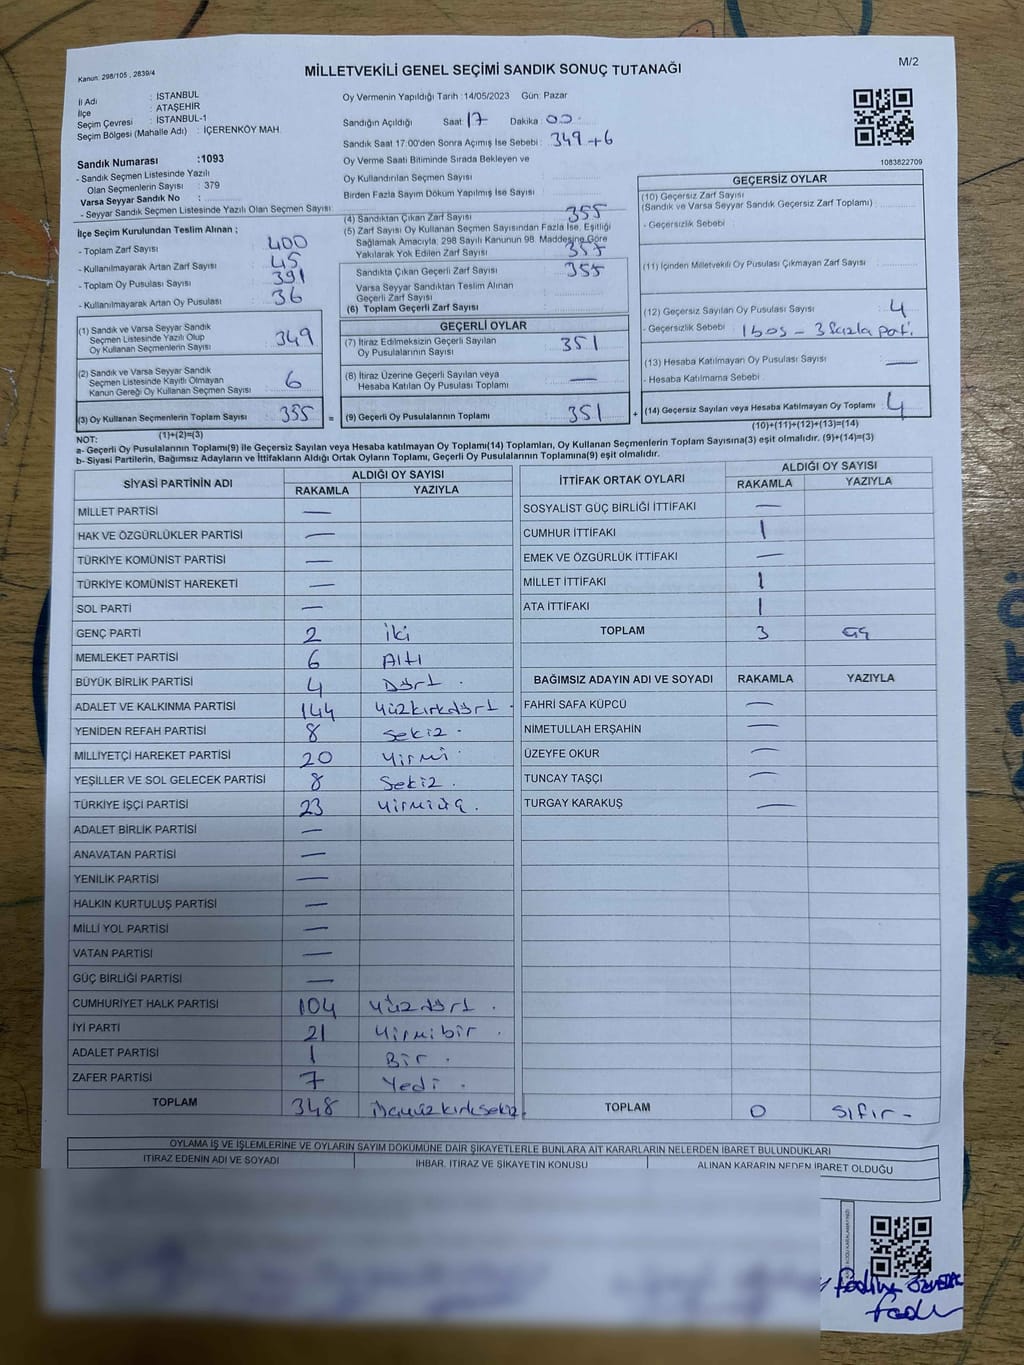 Kanun: 298/105 , 2839/4
MİLLETVEKİLİ GENEL SEÇİMİ SANDIK SONUÇ TUTANAĞI
M/2
İl Adı : İSTANBUL
İlçe : ATAŞEHİR
Seçim Çevresi : İSTANBUL-1
Seçim Bölgesi (Mahalle Adı) : İÇERENKÖY MAH.
Oy Vermenin Yapıldığı Tarih :14/05/2023 Gün: Pazar
Sandığın Açıldığı Saat: 17 Dakika: 00
Sandık Saat 17.00'den Sonra Açımış İse Sebebi : 349+6
Oy Verme Saati Bitiminde Sırada Bekleyen ve
Oy Kullandırılan Seçmen Sayısı
Birden Fazla Sayım Döküm Yapılmış İse Sayısı :
1083822709
Sandık Numarası :1093
- Sandık Seçmen Listesinde Yazılı
Olan Seçmenlerin Sayısı : 379
Varsa Seyyar Sandık No :
- Seyyar Sandık Seçmen Listesinde Yazılı Olan Seçmen Sayısı
İlçe Seçim Kurulundan Teslim Alınan ;
- Toplam Zarf Sayısı : 400
- Kullanılmayarak Artan Zarf Sayısı : 45
- Toplam Oy Pusulası Sayısı : 391
- Kullanılmayarak Artan Oy Pusulası : 36
(1) Sandık ve Varsa Seyyar Sandık
Seçmen Listesinde Yazılı Olup
Oy Kullanan Seçmenlerin Sayısı 349
(2) Sandık ve Varsa Seyyar Sandık
Seçmen Listesinde Kayıtlı Olmayan
Kanun Gereği Oy Kullanan Seçmen Sayısı 6
(3) Oy Kullanan Seçmenlerin Toplam Sayısı 355
(1)+(2)=(3)
(4) Sandıktan Çıkan Zarf Sayısı 355
(5) Zarf Sayısı Oy Kullanan Seçmen Sayısından Fazla İse, Eşitliği
Sağlamak Amacıyla, 298 Sayılı Kanunun 98. Maddesine Göre
Yakılarak Yok Edilen Zarf Sayısı
Sandıkta Çıkan Geçerli Zarf Sayısı 355
Varsa Seyyar Sandıktan Teslim Alınan
Geçerli Zarf Sayısı
(6) Toplam Geçerli Zarf Sayısı
GEÇERLİ OYLAR
(7) İtiraz Edilmeksizin Geçerli Sayılan
Oy Pusulalarının Sayısı 351
(8) İtiraz Üzerine Geçerli Sayılan veya
Hesaba Katılan Oy Pusulası Toplamı —
= (9) Geçerli Oy Pusulalarının Toplamı 351 +
GEÇERSİZ OYLAR
(10) Geçersiz Zarf Sayısı
(Sandık ve Varsa Seyyar Sandık Geçersiz Zarf Toplamı) :
- Geçersizlik Sebebi :
(11) İçinden Milletvekili Oy Pusulası Çıkmayan Zarf Sayısı
(12) Geçersiz Sayılan Oy Pusulası Sayısı 4
- Geçersizlik Sebebi : 1 boş - 3 fazla parti.
(13) Hesaba Katılmayan Oy Pusulası Sayısı —
- Hesaba Katılmama Sebebi :
(14) Geçersiz Sayılan veya Hesaba Katılmayan Oy Toplamı 4
(10)+(11)+(12)+(13)=(14)
NOT:
a- Geçerli Oy Pusulalarının Toplamı(9) ile Geçersiz Sayılan veya Hesaba katılmayan Oy Toplamı(14) Toplamları, Oy Kullanan Seçmenlerin Toplam Sayısına(3) eşit olmalıdır. (9)+(14)=(3)
b- Siyasi Partilerin, Bağımsız Adayların ve İttifakların Aldığı Ortak Oyların Toplamı, Geçerli Oy Pusulalarının Toplamına(9) eşit olmalıdır.
SİYASİ PARTİNİN ADI ALDIĞI OY SAYISI
RAKAMLA YAZIYLA
MİLLET PARTİSİ —
HAK VE ÖZGÜRLÜKLER PARTİSİ —
TÜRKİYE KOMÜNİST PARTİSİ —
TÜRKİYE KOMÜNİST HAREKETİ —
SOL PARTİ —
GENÇ PARTİ 2 iki
MEMLEKET PARTİSİ 6 Altı
BÜYÜK BİRLİK PARTİSİ 4 Dört .
ADALET VE KALKINMA PARTİSİ 144 Yüzkırkdört .
YENİDEN REFAH PARTİSİ 8 Sekiz .
MİLLİYETÇİ HAREKET PARTİSİ 20 Yirmi .
YEŞİLLER VE SOL GELECEK PARTİSİ 8 Sekiz .
TÜRKİYE İŞÇİ PARTİSİ 23 Yirmiüç .
ADALET BİRLİK PARTİSİ —
ANAVATAN PARTİSİ —
YENİLİK PARTİSİ —
HALKIN KURTULUŞ PARTİSİ —
MİLLİ YOL PARTİSİ —
VATAN PARTİSİ —
GÜÇ BİRLİĞİ PARTİSİ —
CUMHURİYET HALK PARTİSİ 104 Yüzdört .
İYİ PARTİ 21 Yirmibir .
ADALET PARTİSİ 1 Bir .
ZAFER PARTİSİ 7 Yedi .
TOPLAM 348 Üçyüzkırksekiz
İTTİFAK ORTAK OYLARI ALDIĞI OY SAYISI
RAKAMLA YAZIYLA
SOSYALİST GÜÇ BİRLİĞİ İTTİFAKI —
CUMHUR İTTİFAKI 1
EMEK VE ÖZGÜRLÜK İTTİFAKI —
MİLLET İTTİFAKI 1
ATA İTTİFAKI 1
TOPLAM 3 üç
BAĞIMSIZ ADAYIN ADI VE SOYADI RAKAMLA YAZIYLA
FAHRİ SAFA KÜPCÜ —
NİMETULLAH ERŞAHİN —
ÜZEYFE OKUR —
TUNCAY TAŞÇI —
TURGAY KARAKUŞ —
TOPLAM 0 Sıfır -
OYLAMA İŞ VE İŞLEMLERİNE VE OYLARIN SAYIM DÖKÜMÜNE DAİR ŞİKAYETLERLE BUNLARA AİT KARARLARIN NELERDEN İBARET BULUNDUKLARI
İTİRAZ EDENİN ADI VE SOYADI İHBAR, İTİRAZ VE ŞİKAYETİN KONUSU ALINAN KARARIN NEDEN İBARET OLDUĞU